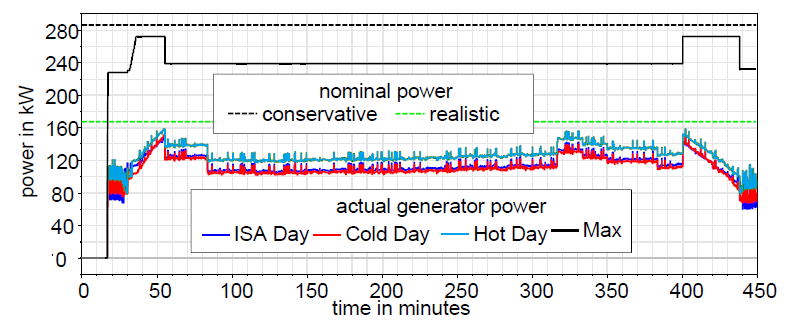 280
240
200
160
120
80
40
0
power in kW
nominal power
conservative realistic
actual generator power
ISA Day Cold Day Hot Day Max
0 50 100 150 200 250 300 350 400 450
time in minutes